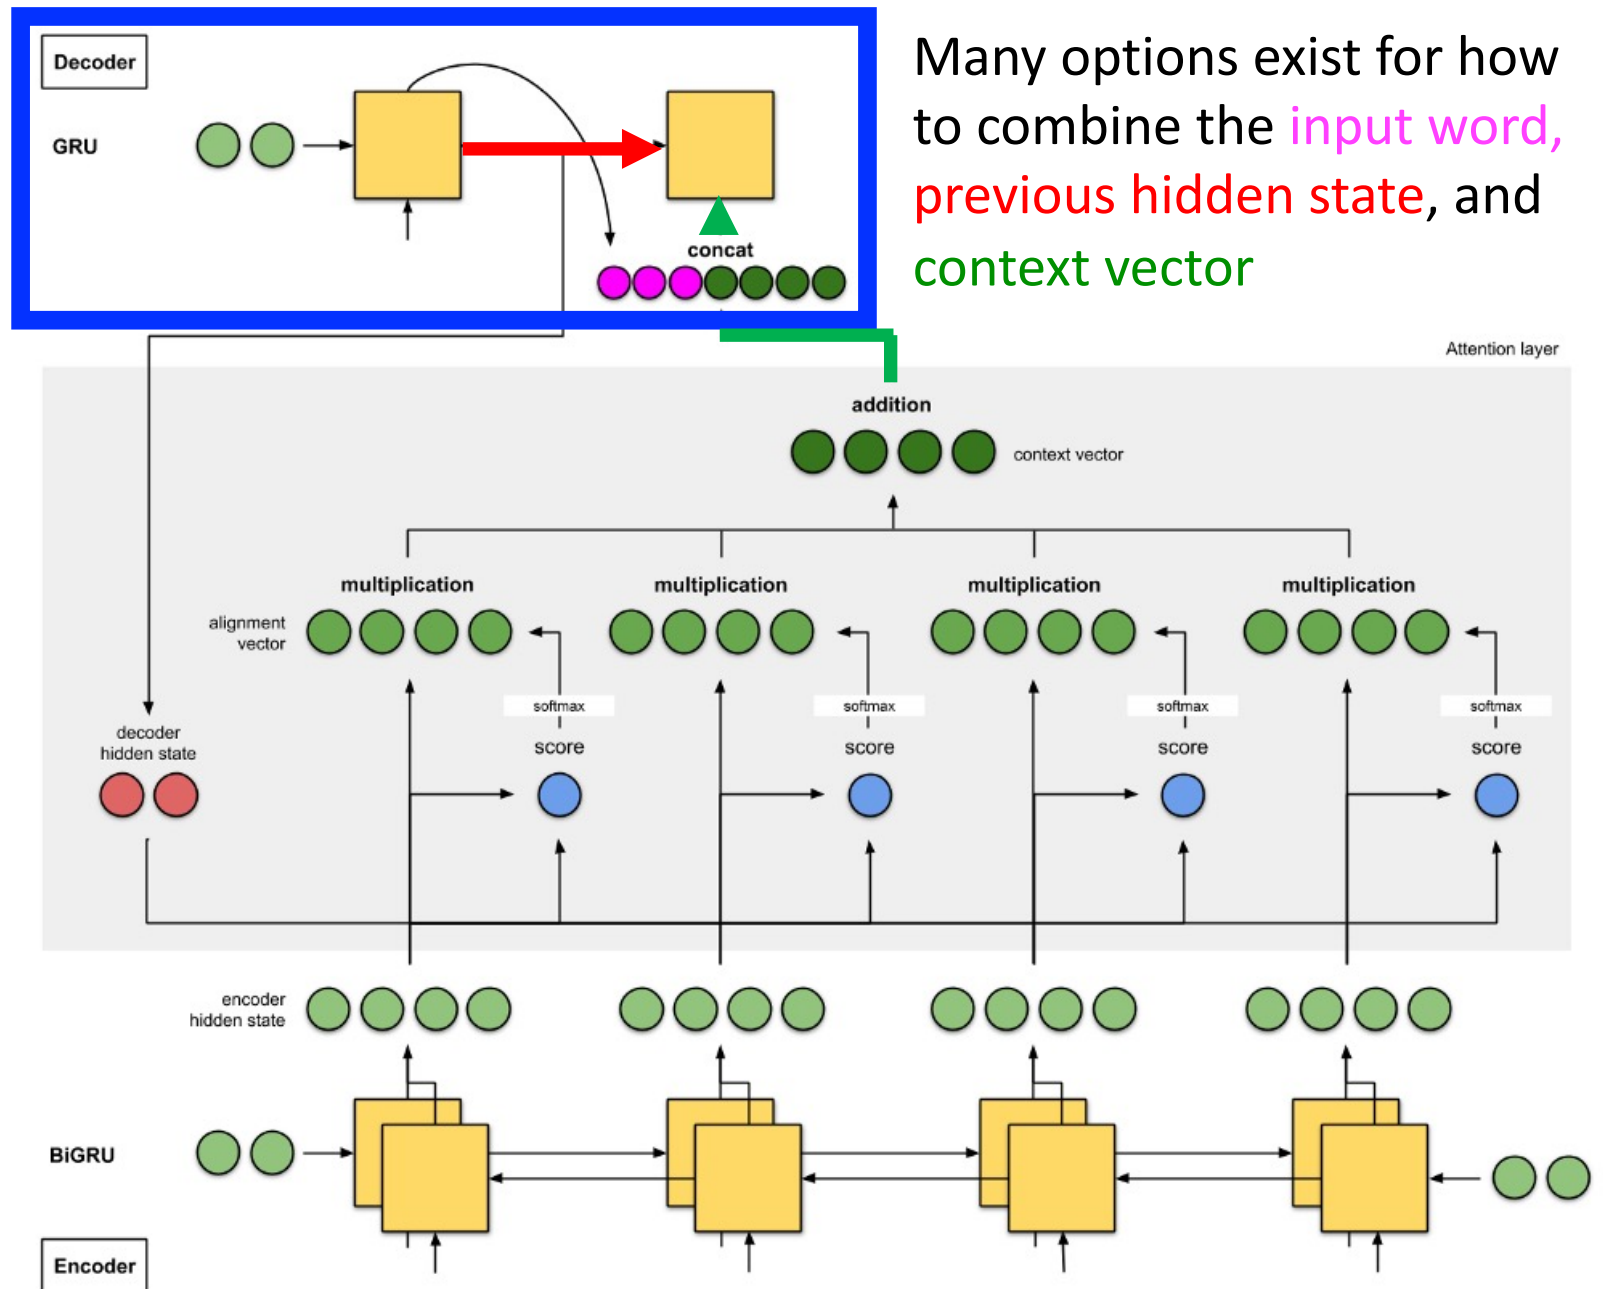 Decoder
GRU
concat
Many options exist for how
to combine the input word,
previous hidden state, and
context vector
Attention layer
addition
context vector
multiplication multiplication multiplication multiplication
alignment
vector
softmax softmax softmax softmax
score score score score
decoder
hidden state
encoder
hidden state
BiGRU
Encoder